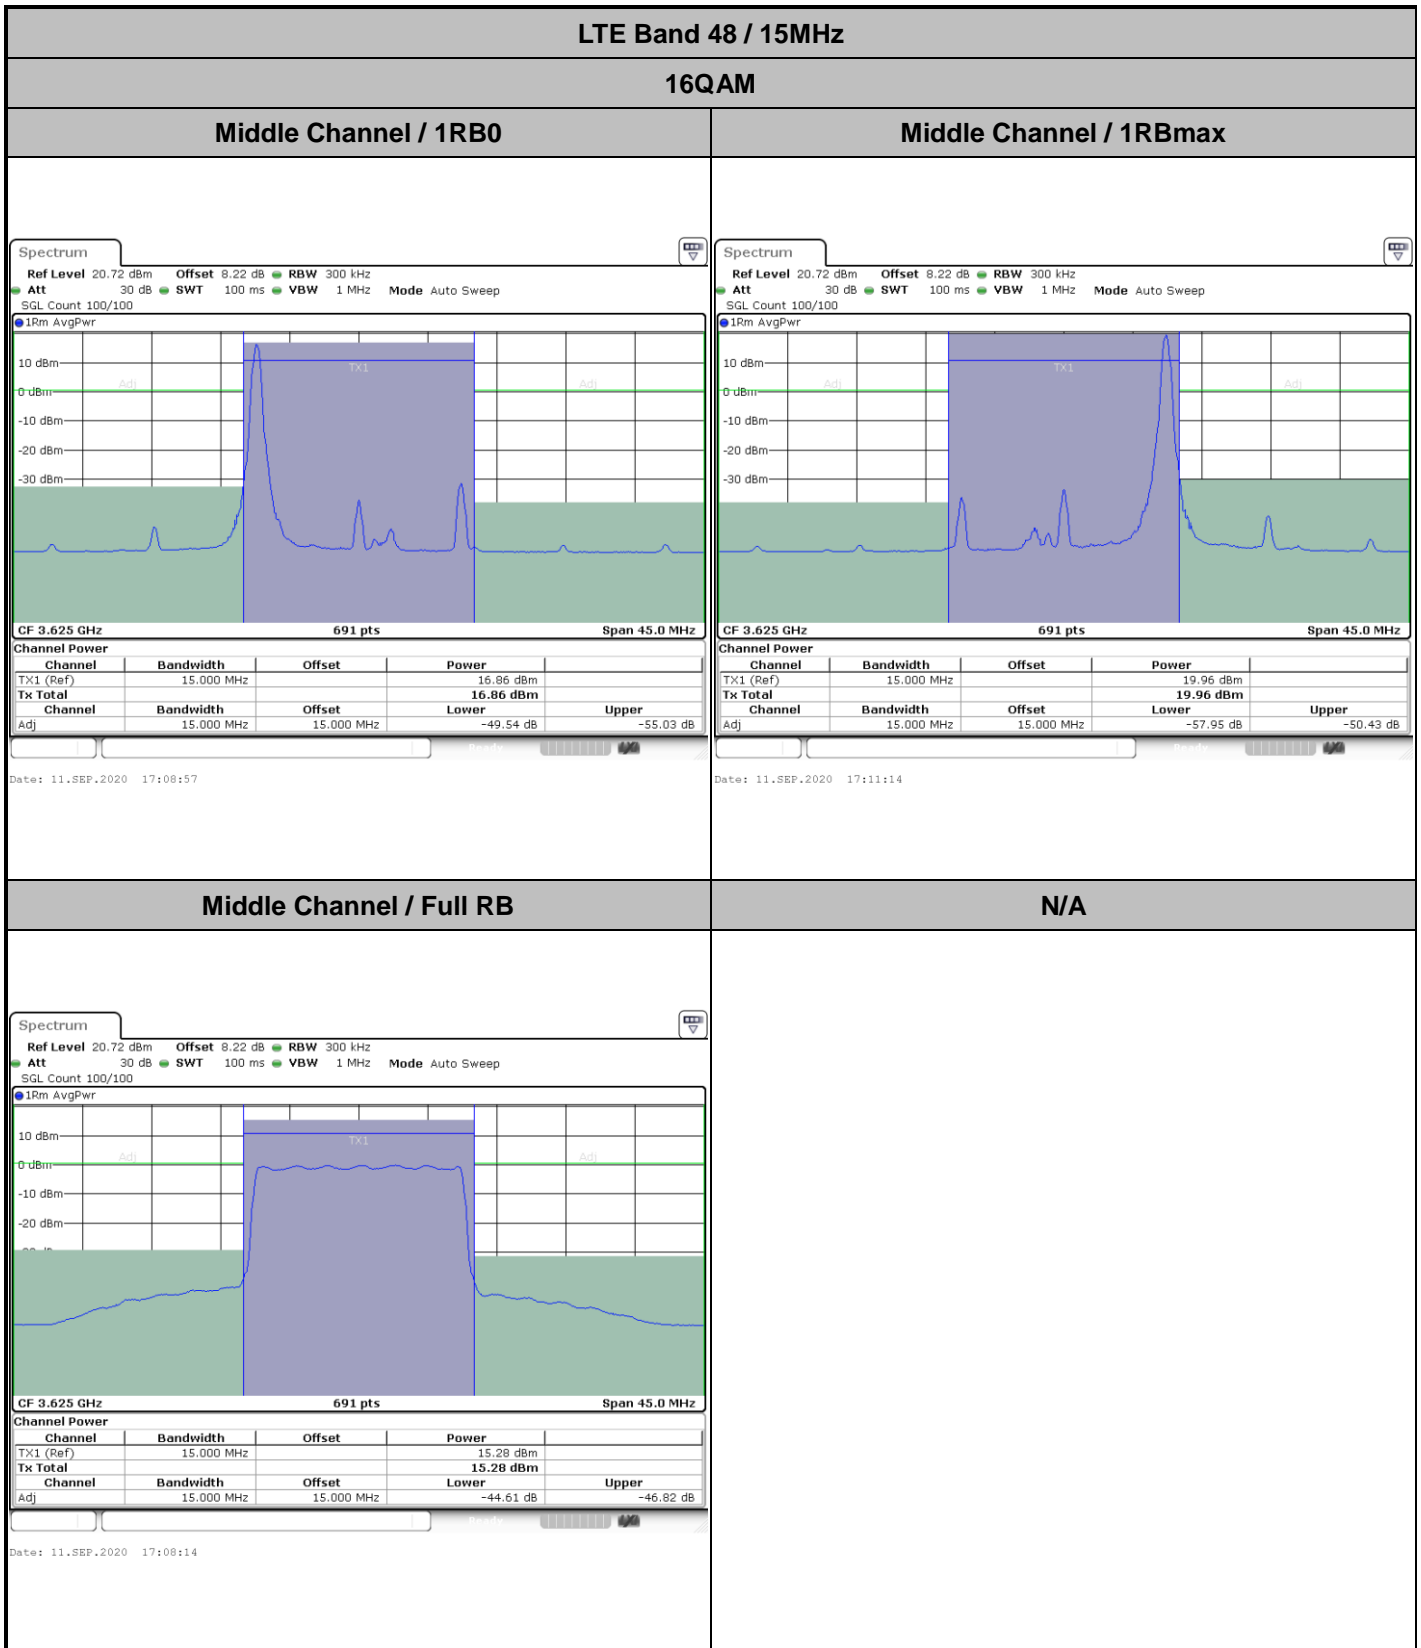 LTE Band 48 / 15MHz
16QAM
Middle Channel / 1RB0
Middle Channel / 1RBmax
Spectrum
Ref Level 20.72 dBm Offset 8.22 dB RBW 300 kHz
Att 30 dB SWT 100 ms VBW 1 MHz Mode Auto Sweep
SGL Count 100/100
1Rm AvgPwr
10 dBm
TX1
Adj
Adj
0 dBm
-10 dBm
-20 dBm
-30 dBm
CF 3.625 GHz 691 pts Span 45.0 MHz
Channel Power
Channel Bandwidth Offset Power
TX1 (Ref) 15.000 MHz 16.86 dBm
Tx Total 16.86 dBm
Channel Bandwidth Offset Lower Upper
Adj 15.000 MHz 15.000 MHz -49.54 dB -55.03 dB
Ready
Date: 11.SEP.2020 17:08:57
Spectrum
Ref Level 20.72 dBm Offset 8.22 dB RBW 300 kHz
Att 30 dB SWT 100 ms VBW 1 MHz Mode Auto Sweep
SGL Count 100/100
1Rm AvgPwr
10 dBm
TX1
Adj
Adj
0 dBm
-10 dBm
-20 dBm
-30 dBm
CF 3.625 GHz 691 pts Span 45.0 MHz
Channel Power
Channel Bandwidth Offset Power
TX1 (Ref) 15.000 MHz 19.96 dBm
Tx Total 19.96 dBm
Channel Bandwidth Offset Lower Upper
Adj 15.000 MHz 15.000 MHz -57.95 dB -50.43 dB
Ready
Date: 11.SEP.2020 17:11:14
Middle Channel / Full RB
N/A
Spectrum
Ref Level 20.72 dBm Offset 8.22 dB RBW 300 kHz
Att 30 dB SWT 100 ms VBW 1 MHz Mode Auto Sweep
SGL Count 100/100
1Rm AvgPwr
10 dBm
TX1
Adj
Adj
0 dBm
-10 dBm
-20 dBm
CF 3.625 GHz 691 pts Span 45.0 MHz
Channel Power
Channel Bandwidth Offset Power
TX1 (Ref) 15.000 MHz 15.28 dBm
Tx Total 15.28 dBm
Channel Bandwidth Offset Lower Upper
Adj 15.000 MHz 15.000 MHz -44.61 dB -46.82 dB
Ready
Date: 11.SEP.2020 17:08:14